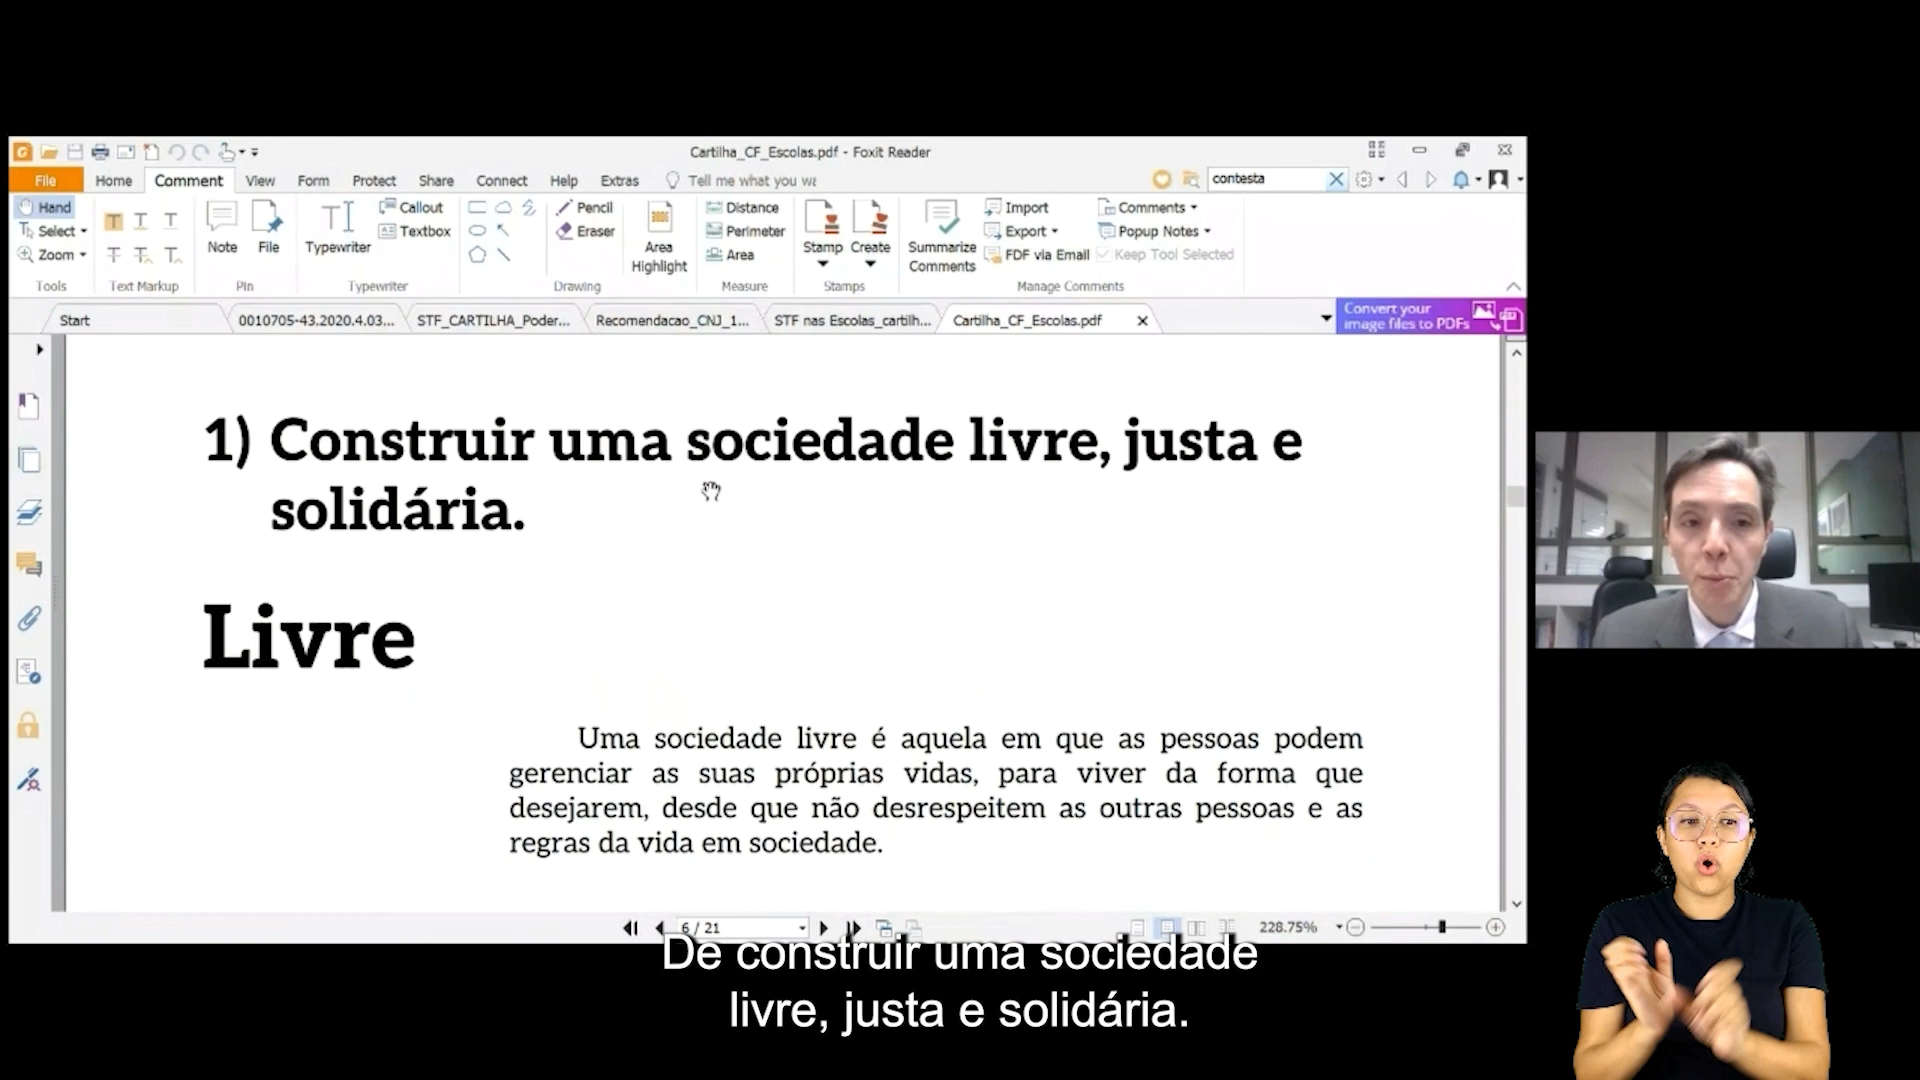 Cartilha_CF_Escolas.pdf - Foxit Reader
File Home Comment View Form Protect Share Connect Help Extras Tell me what you wa
contesta
Hand
Select
Zoom
Tools
Text Markup
Note
File
Pin
Typewriter
Callout
Textbox
Typewriter
Pencil
Eraser
Area
Highlight
Drawing
Distance
Perimeter
Area
Measure
Stamp
Create
Stamps
Summarize
Comments
Import
Export
FDF via Email
Comments
Popup Notes
Keep Tool Selected
Manage Comments
Start
0010705-43.2020.4.03...
STF_CARTILHA_Poder...
Recomendacao_CNJ_1...
STF nas Escolas_cartilh...
Cartilha_CF_Escolas.pdf
Convert your
image files to PDFs
1) Construir uma sociedade livre, justa e
solidária.
Livre
Uma sociedade livre é aquela em que as pessoas podem
gerenciar as suas próprias vidas, para viver da forma que
desejarem, desde que não desrespeitem as outras pessoas e as
regras da vida em sociedade.
6 / 21
228.75%
De construir uma sociedade
livre, justa e solidária.